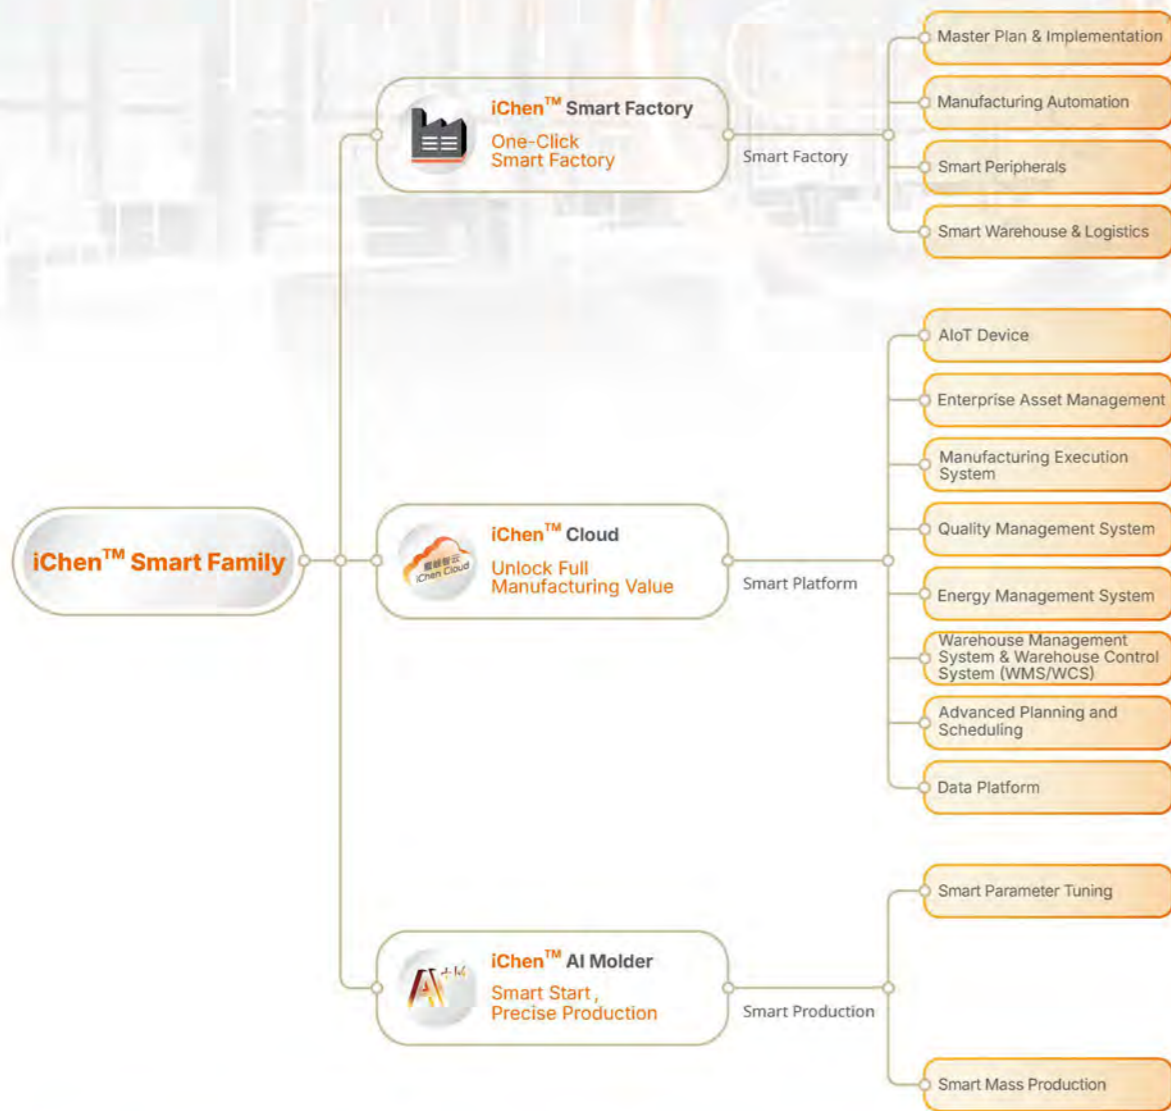 iChen™ Smart Family
iChen™ Smart Factory
One-Click
Smart Factory
Smart Factory
Master Plan & Implementation
Manufacturing Automation
Smart Peripherals
Smart Warehouse & Logistics
iChen™ Cloud
Unlock Full
Manufacturing Value
iChen Cloud
Smart Platform
AIoT Device
Enterprise Asset Management
Manufacturing Execution
System
Quality Management System
Energy Management System
Warehouse Management
System & Warehouse Control
System (WMS/WCS)
Advanced Planning and
Scheduling
Data Platform
iChen™ AI Molder
Smart Start ,
Precise Production
Smart Production
Smart Parameter Tuning
Smart Mass Production